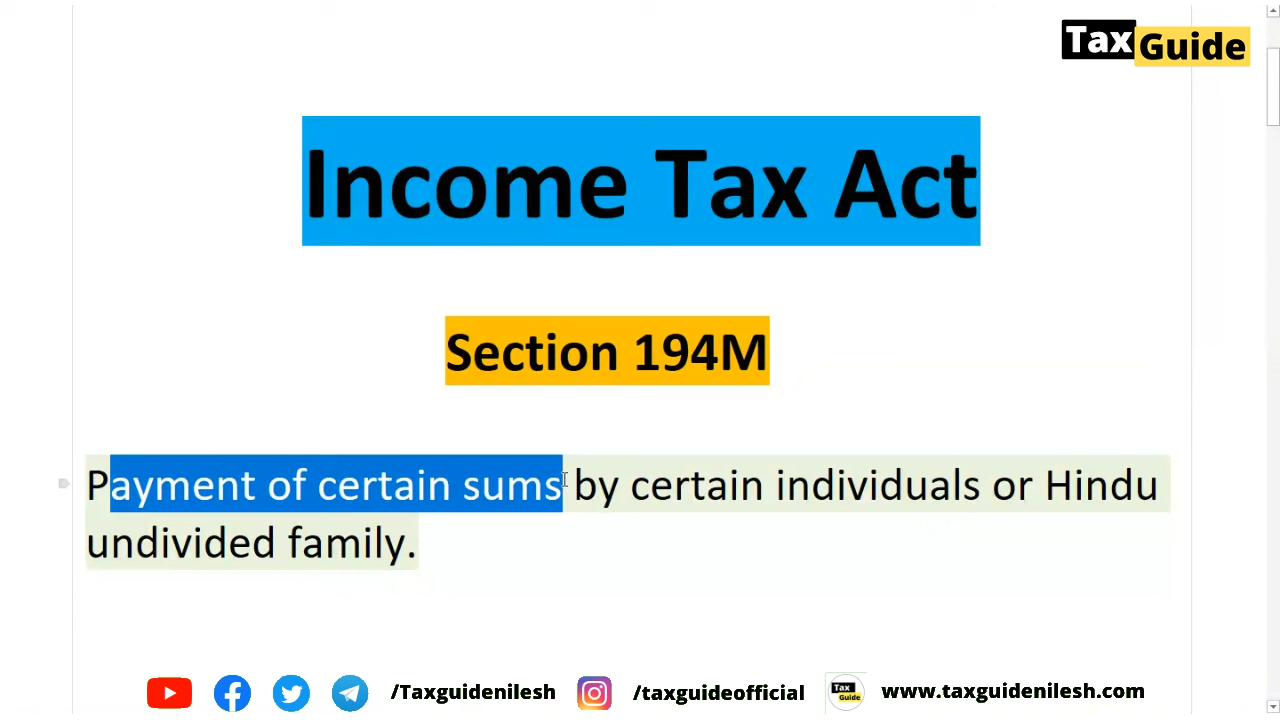 Tax Guide
Income Tax Act
Section 194M
Payment of certain sums by certain individuals or Hindu
undivided family.
/Taxguidenilesh /taxguideofficial Tax Guide www.taxguidenilesh.com